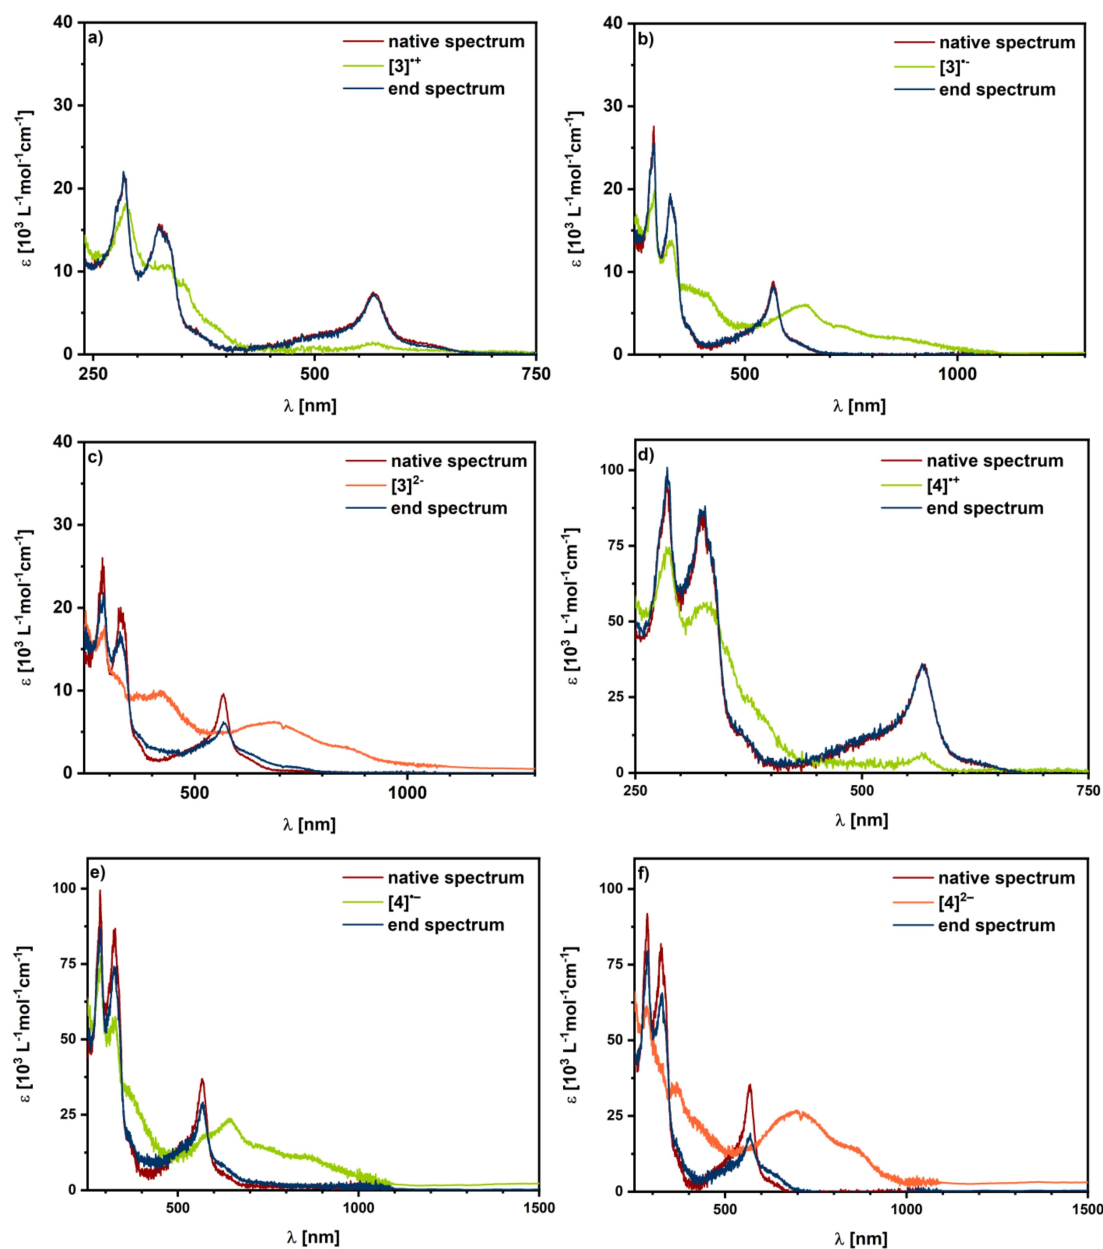 a)
native spectrum
[3]•+
end spectrum
40
30
20
10
0
250
500
750
ε [10³ L⁻¹mol⁻¹cm⁻¹]
λ [nm]
b)
native spectrum
[3]•-
end spectrum
40
30
20
10
0
500
1000
ε [10³ L⁻¹mol⁻¹cm⁻¹]
λ [nm]
c)
native spectrum
[3]²⁻
end spectrum
40
30
20
10
0
500
1000
ε [10³ L⁻¹mol⁻¹cm⁻¹]
λ [nm]
d)
native spectrum
[4]•+
end spectrum
100
75
50
25
0
250
500
750
ε [10³ L⁻¹mol⁻¹cm⁻¹]
λ [nm]
e)
native spectrum
[4]•–
end spectrum
100
75
50
25
0
500
1000
1500
ε [10³ L⁻¹mol⁻¹cm⁻¹]
λ [nm]
f)
native spectrum
[4]²⁻
end spectrum
100
75
50
25
0
500
1000
1500
ε [10³ L⁻¹mol⁻¹cm⁻¹]
λ [nm]